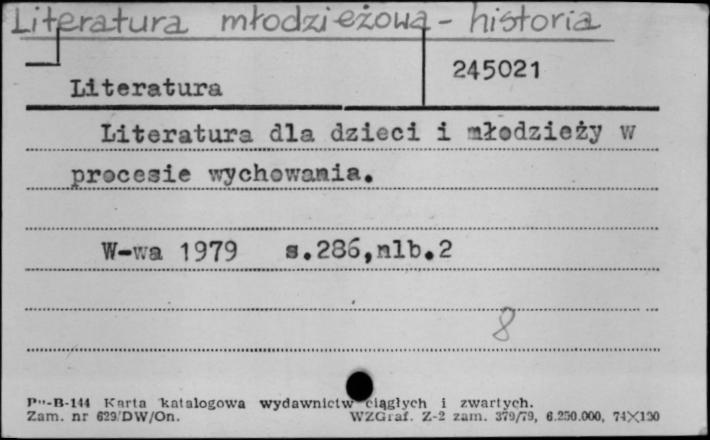 Literatura młodzieżowa - historia
245021
Literatura
Literatura dla dzieci i młodzieży w
procesie wychowania.
W-wa 1979 s.286,nlb.2
8
Pu-B-144 Karta katalogowa wydawnictw ciągłych i zwartych.
Zam. nr 629/DW/On. WZGraf. Z-2 zam. 379/79, 6.250.000, 74X130